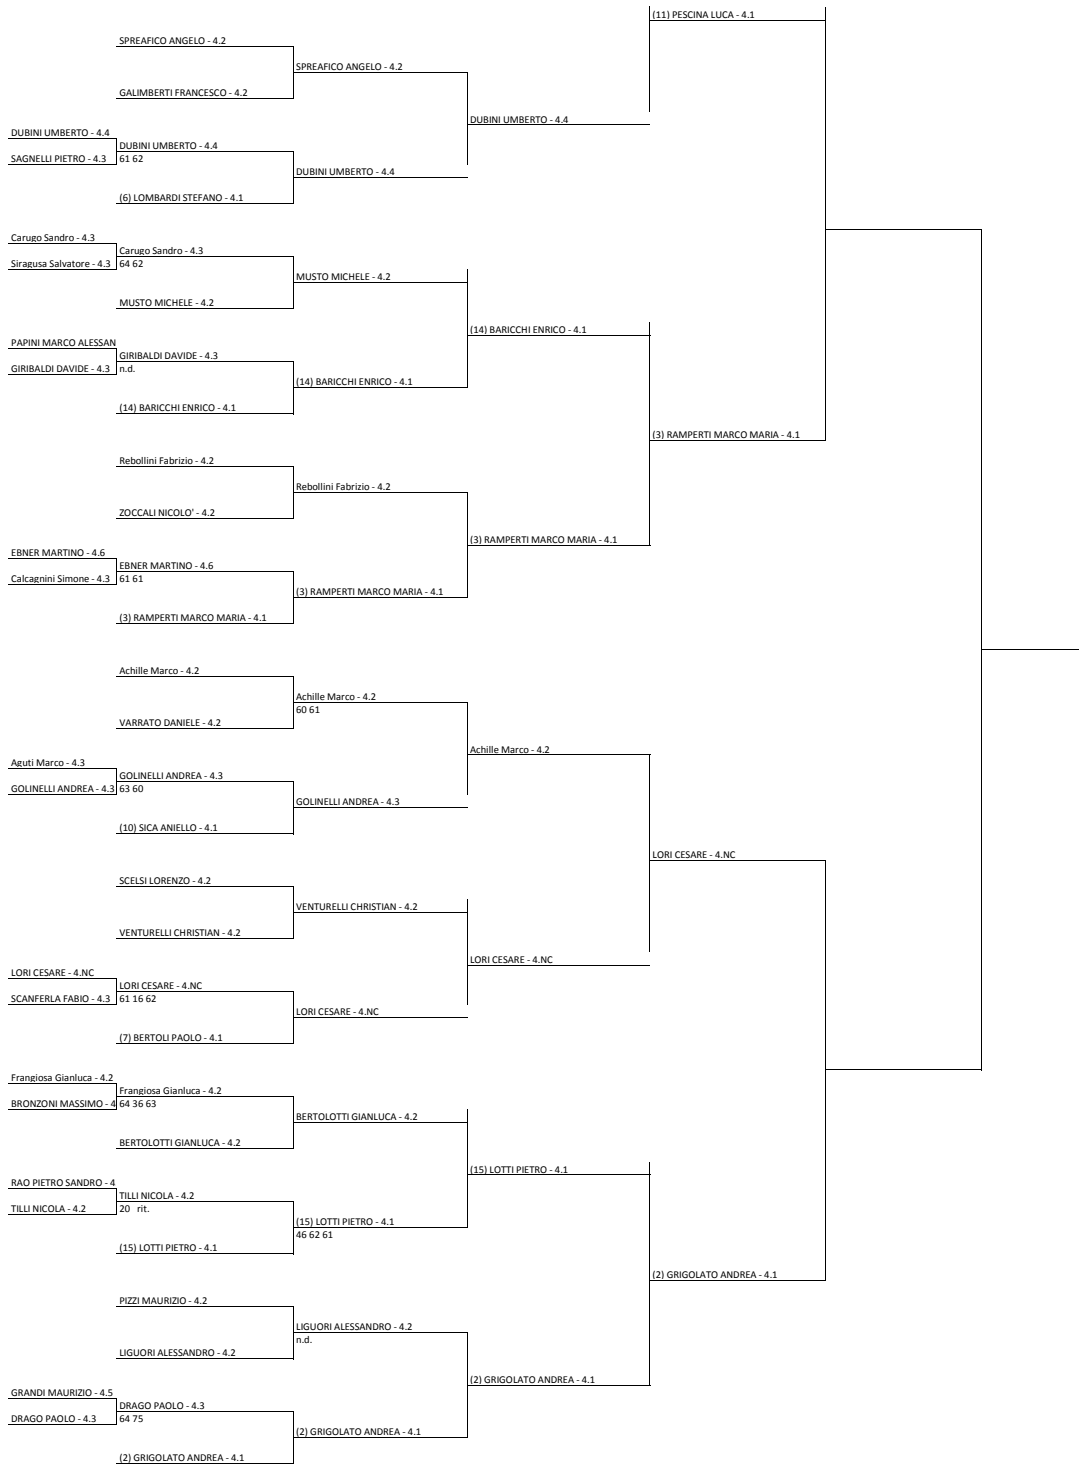 (11) PESCINA LUCA - 4.1
SPREAFICO ANGELO - 4.2
SPREAFICO ANGELO - 4.2
GALIMBERTI FRANCESCO - 4.2
DUBINI UMBERTO - 4.4
DUBINI UMBERTO - 4.4
DUBINI UMBERTO - 4.4
SAGNELLI PIETRO - 4.3
61 62
DUBINI UMBERTO - 4.4
(6) LOMBARDI STEFANO - 4.1
Carugo Sandro - 4.3
Carugo Sandro - 4.3
Siragusa Salvatore - 4.3
64 62
MUSTO MICHELE - 4.2
MUSTO MICHELE - 4.2
(14) BARICCHI ENRICO - 4.1
PAPINI MARCO ALESSAN
GIRIBALDI DAVIDE - 4.3
GIRIBALDI DAVIDE - 4.3
n.d.
(14) BARICCHI ENRICO - 4.1
(14) BARICCHI ENRICO - 4.1
(3) RAMPERTI MARCO MARIA - 4.1
Rebollini Fabrizio - 4.2
Rebollini Fabrizio - 4.2
ZOCCALI NICOLO' - 4.2
(3) RAMPERTI MARCO MARIA - 4.1
EBNER MARTINO - 4.6
EBNER MARTINO - 4.6
Calcagnini Simone - 4.3
61 61
(3) RAMPERTI MARCO MARIA - 4.1
(3) RAMPERTI MARCO MARIA - 4.1
Achille Marco - 4.2
Achille Marco - 4.2
60 61
VARRATO DANIELE - 4.2
Achille Marco - 4.2
Aguti Marco - 4.3
GOLINELLI ANDREA - 4.3
GOLINELLI ANDREA - 4.3
63 60
GOLINELLI ANDREA - 4.3
(10) SICA ANIELLO - 4.1
LORI CESARE - 4.NC
SCELSI LORENZO - 4.2
VENTURELLI CHRISTIAN - 4.2
VENTURELLI CHRISTIAN - 4.2
LORI CESARE - 4.NC
LORI CESARE - 4.NC
LORI CESARE - 4.NC
SCANFERLA FABIO - 4.3
61 16 62
LORI CESARE - 4.NC
(7) BERTOLI PAOLO - 4.1
Frangiosa Gianluca - 4.2
Frangiosa Gianluca - 4.2
BRONZONI MASSIMO - 4
64 36 63
BERTOLOTTI GIANLUCA - 4.2
BERTOLOTTI GIANLUCA - 4.2
(15) LOTTI PIETRO - 4.1
RAO PIETRO SANDRO - 4
TILLI NICOLA - 4.2
TILLI NICOLA - 4.2
20 rit.
(15) LOTTI PIETRO - 4.1
46 62 61
(15) LOTTI PIETRO - 4.1
(2) GRIGOLATO ANDREA - 4.1
PIZZI MAURIZIO - 4.2
LIGUORI ALESSANDRO - 4.2
n.d.
LIGUORI ALESSANDRO - 4.2
(2) GRIGOLATO ANDREA - 4.1
GRANDI MAURIZIO - 4.5
DRAGO PAOLO - 4.3
DRAGO PAOLO - 4.3
64 75
(2) GRIGOLATO ANDREA - 4.1
(2) GRIGOLATO ANDREA - 4.1